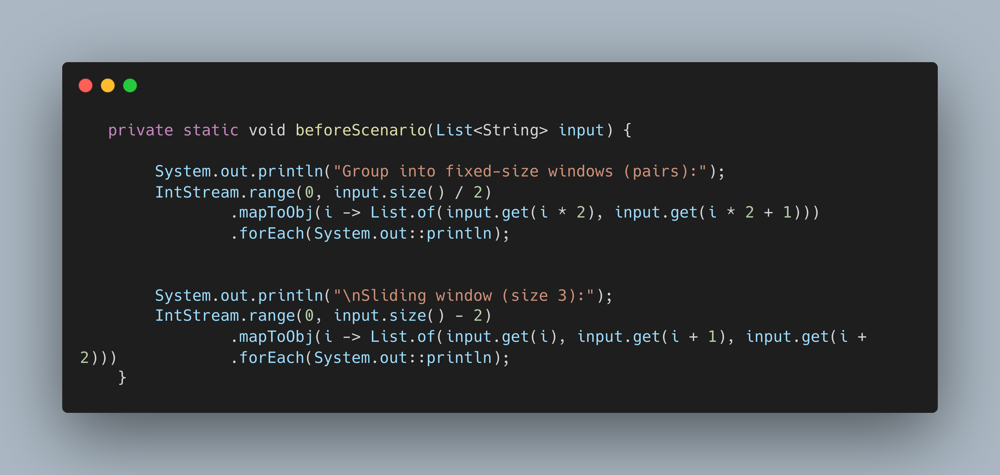 private static void beforeScenario(List<String> input) {
System.out.println("Group into fixed-size windows (pairs):");
IntStream.range(0, input.size() / 2)
.mapToObj(i -> List.of(input.get(i * 2), input.get(i * 2 + 1)))
.forEach(System.out::println);
System.out.println("\nSliding window (size 3):");
IntStream.range(0, input.size() - 2)
.mapToObj(i -> List.of(input.get(i), input.get(i + 1), input.get(i +
2))) .forEach(System.out::println);
}